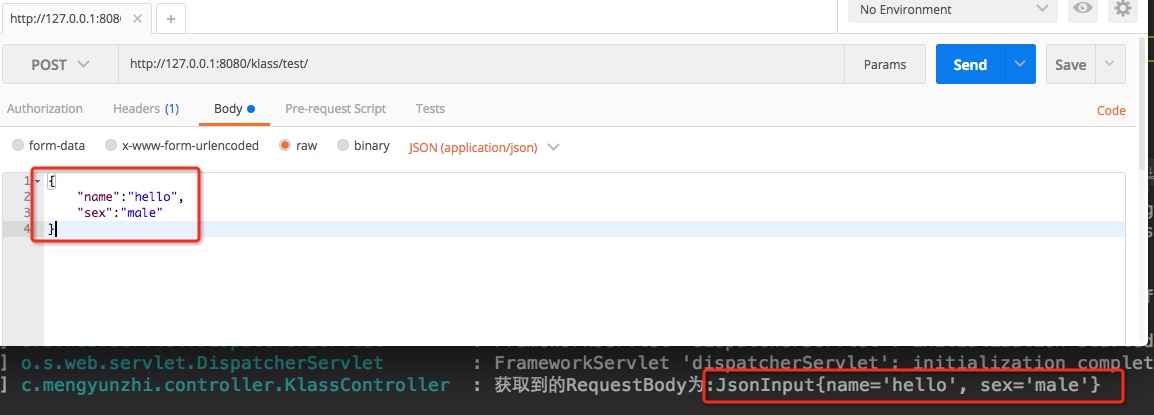 http://127.0.0.1:808 × +
No Environment
POST http://127.0.0.1:8080/klass/test/ Params Send Save
Authorization Headers (1) Body Pre-request Script Tests Code
form-data x-www-form-urlencoded raw binary JSON (application/json)
1 {
2 "name":"hello",
3 "sex":"male"
4 }
] o.s.web.servlet.DispatcherServlet : FrameworkServlet 'dispatcherServlet': initialization complet
] c.mengyunzhi.controller.KlassController : 获取到的RequestBody为:JsonInput{name='hello', sex='male'}